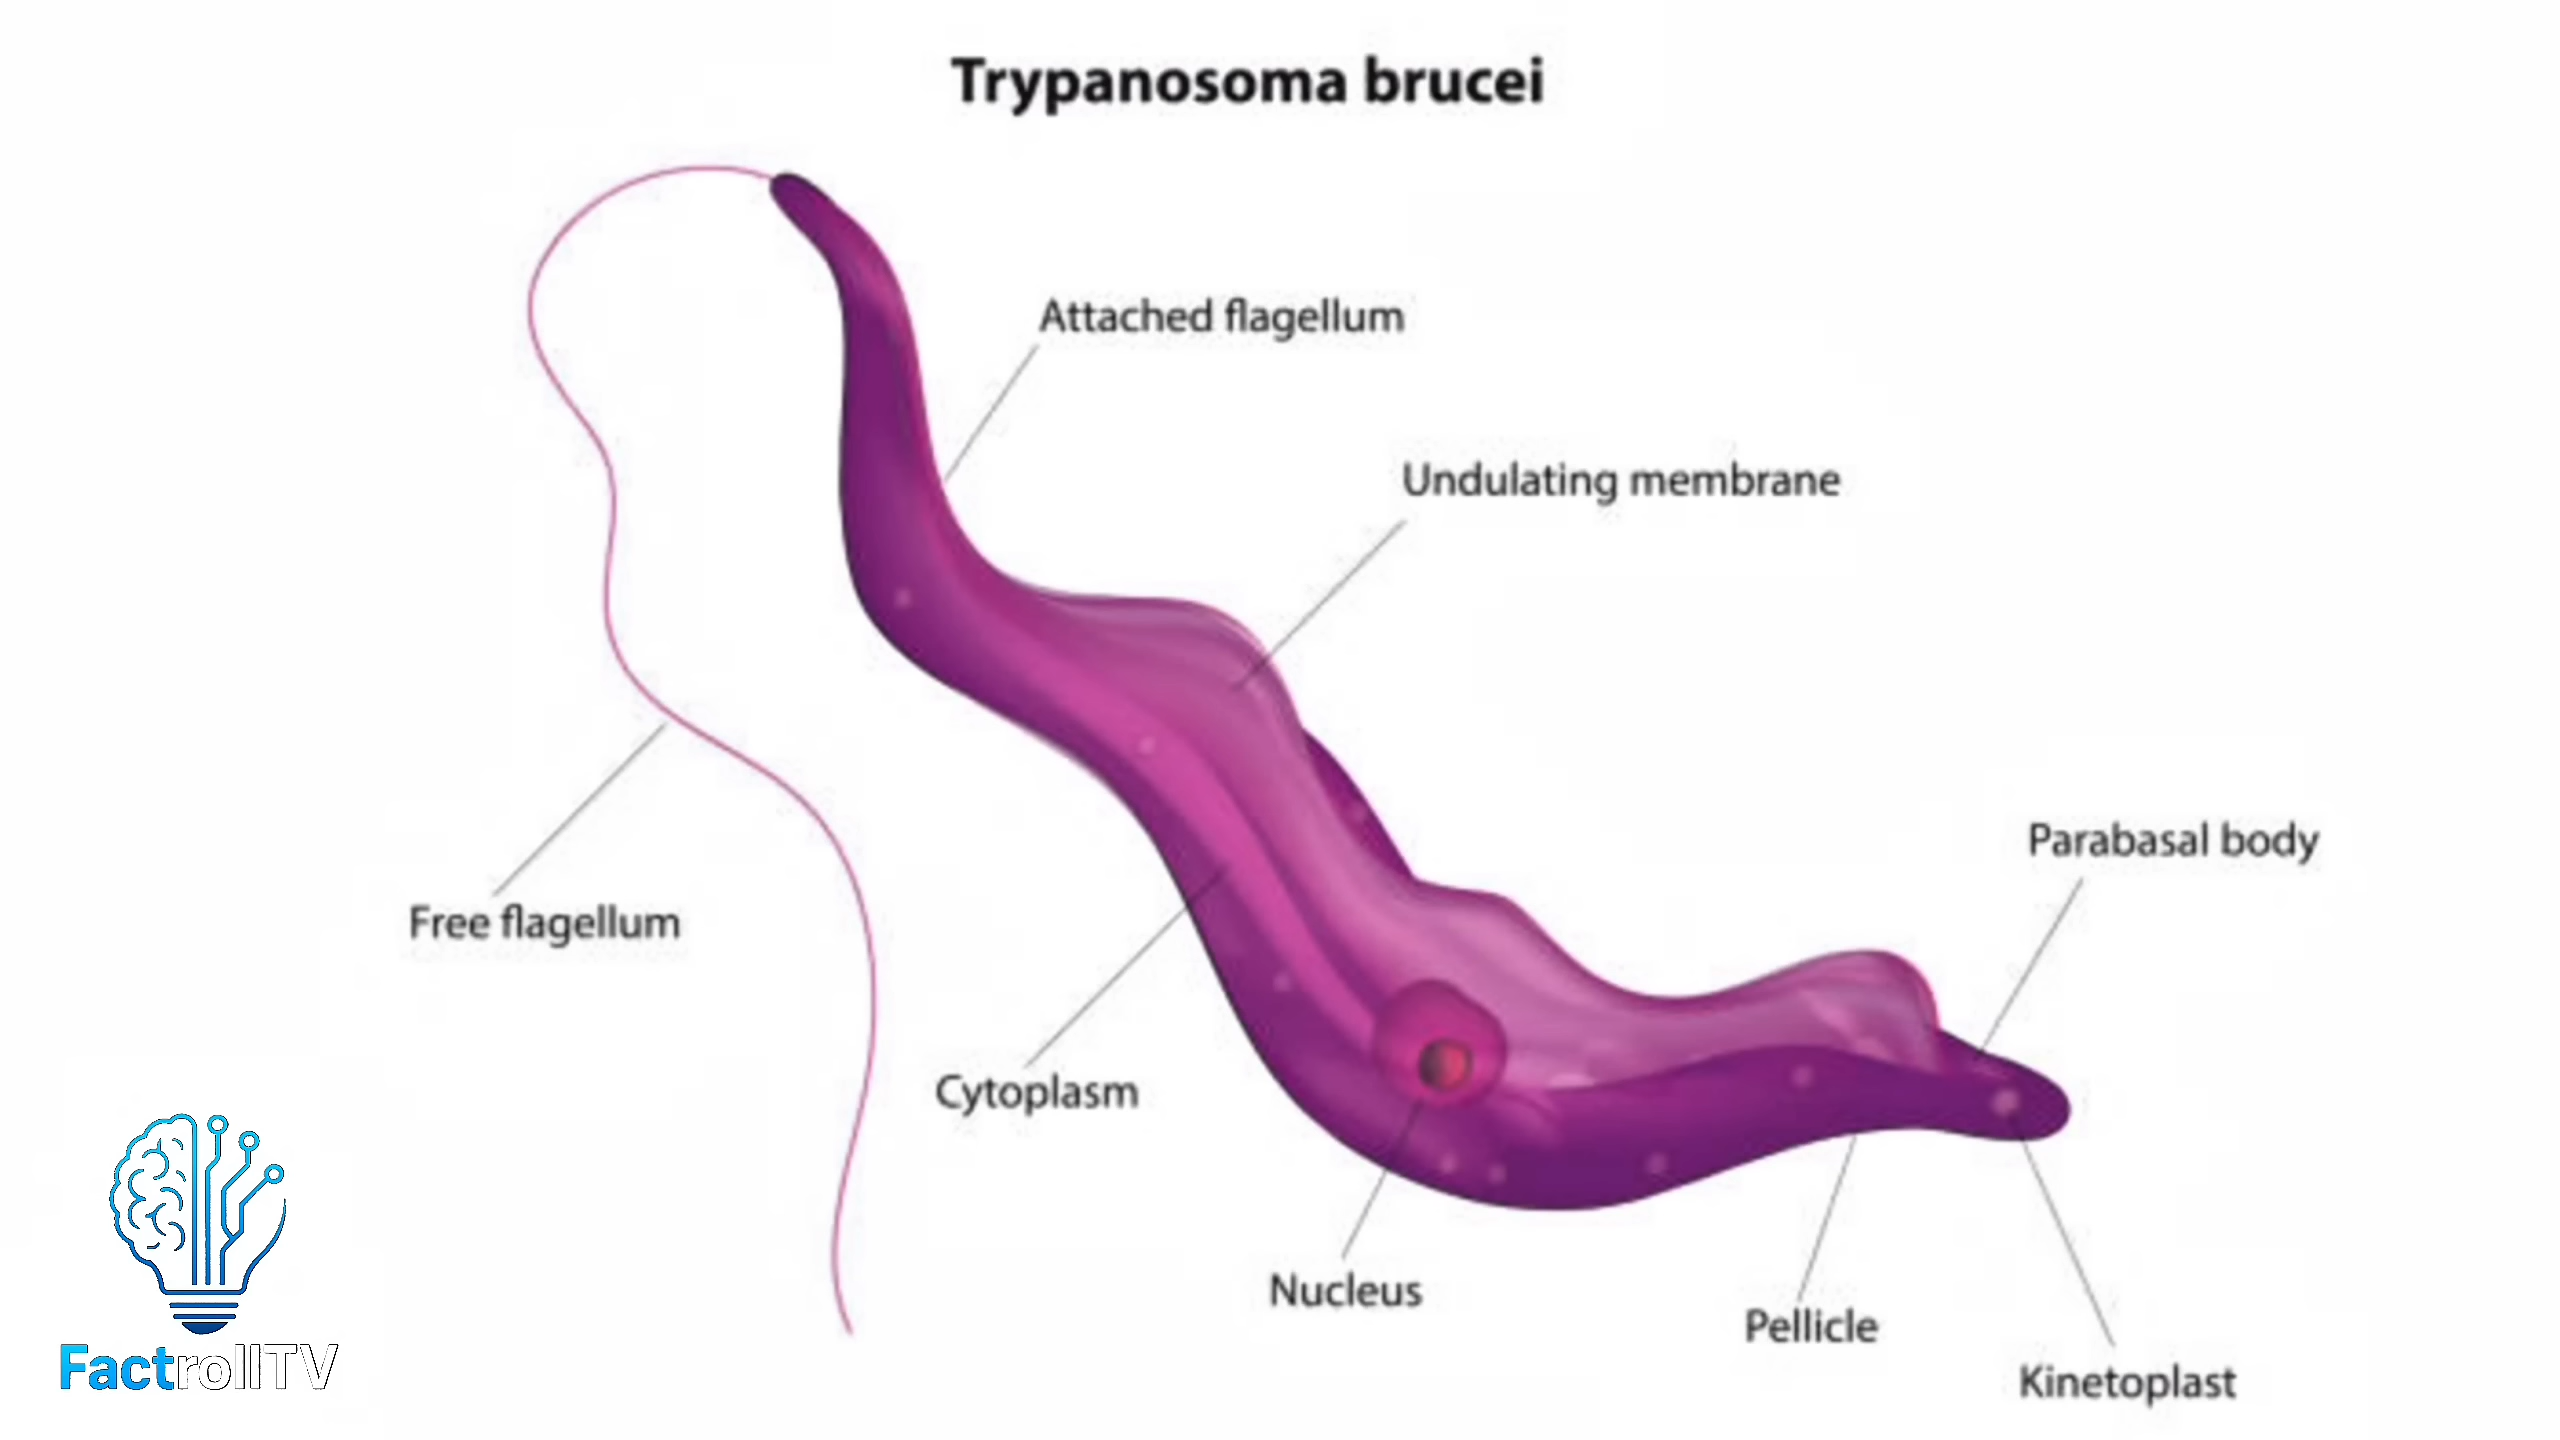 Trypanosoma brucei
Attached flagellum
Undulating membrane
Parabasal body
Free flagellum
Cytoplasm
Nucleus
Pellicle
Kinetoplast
FactrollTV